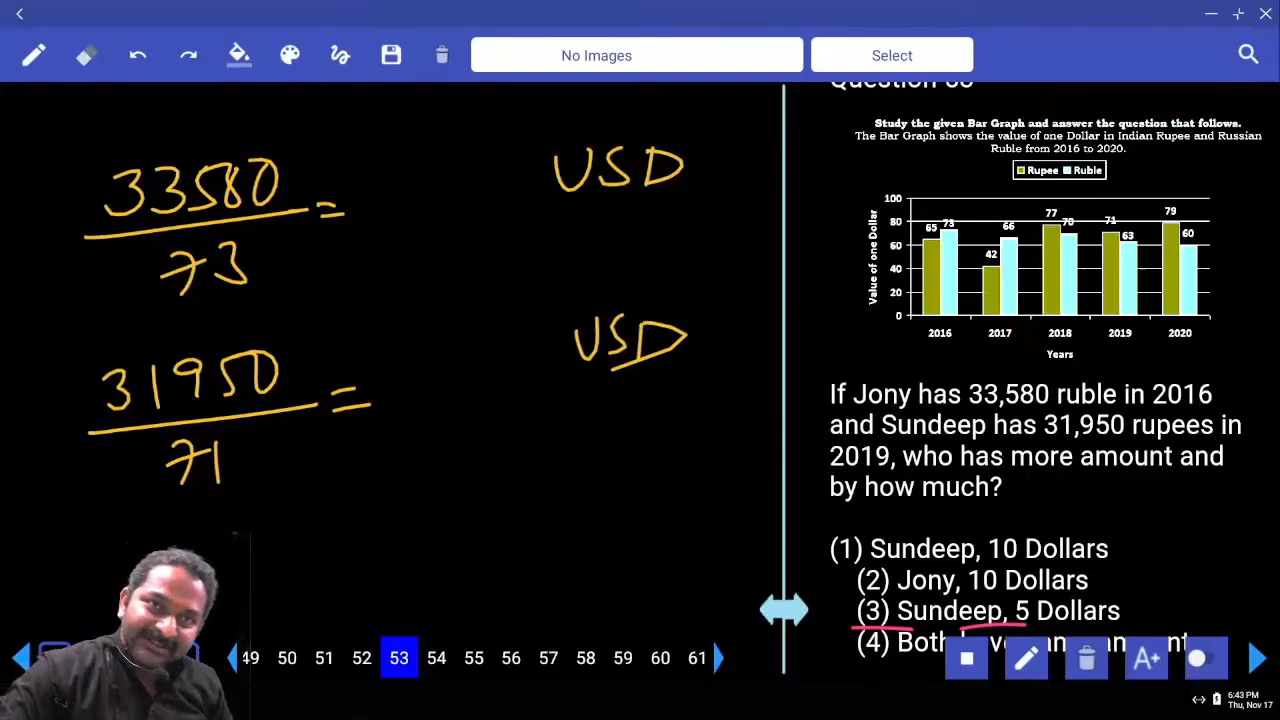 No Images
Select
33580
73
=
USD
31950
71
=
USD
Study the given Bar Graph and answer the question that follows.
The Bar Graph shows the value of one Dollar in Indian Rupee and Russian
Ruble from 2016 to 2020.
Rupee Ruble
Value of one Dollar
100
80
60
40
20
0
65 73
42 66
77 70
71 63
79 60
2016 2017 2018 2019 2020
Years
If Jony has 33,580 ruble in 2016
and Sundeep has 31,950 rupees in
2019, who has more amount and
by how much?
(1) Sundeep, 10 Dollars
(2) Jony, 10 Dollars
(3) Sundeep, 5 Dollars
(4) Both
49 50 51 52 53 54 55 56 57 58 59 60 61
A+
6:43 PM
Thu, Nov 17